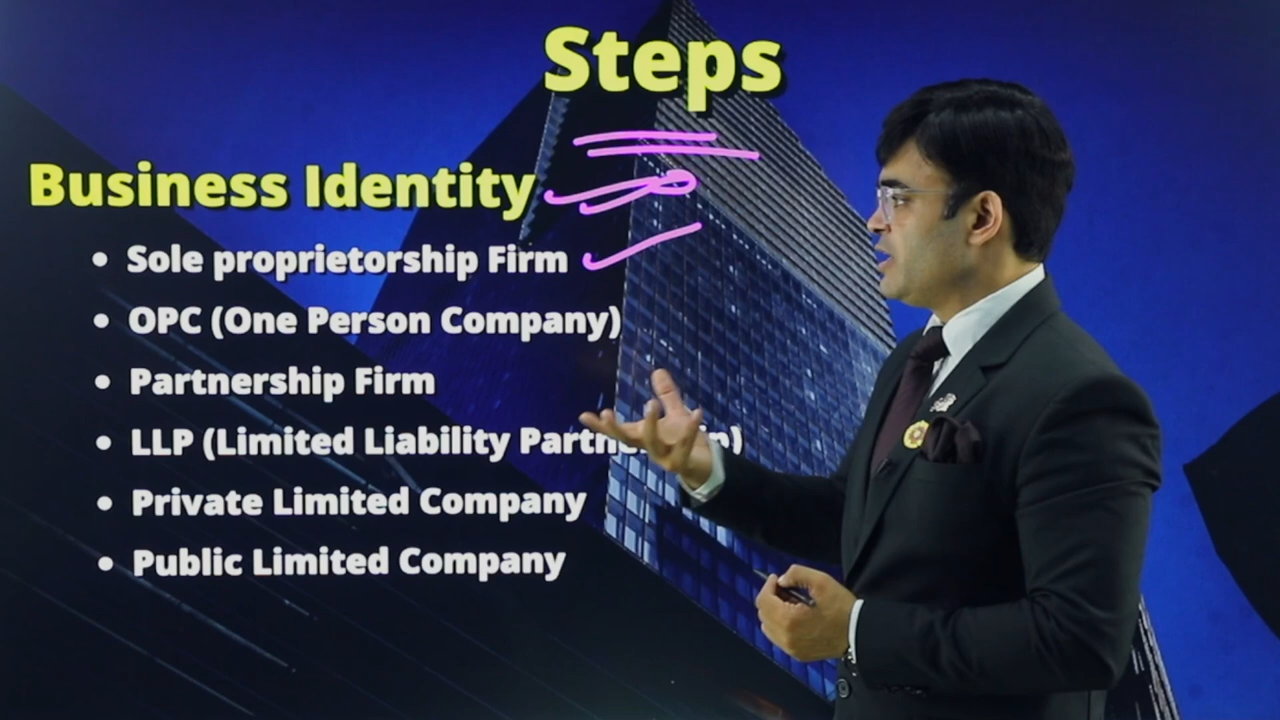 Steps
Business Identity
• Sole proprietorship Firm
• OPC (One Person Company)
• Partnership Firm
• LLP (Limited Liability
• Private Limited Company
• Public Limited Company